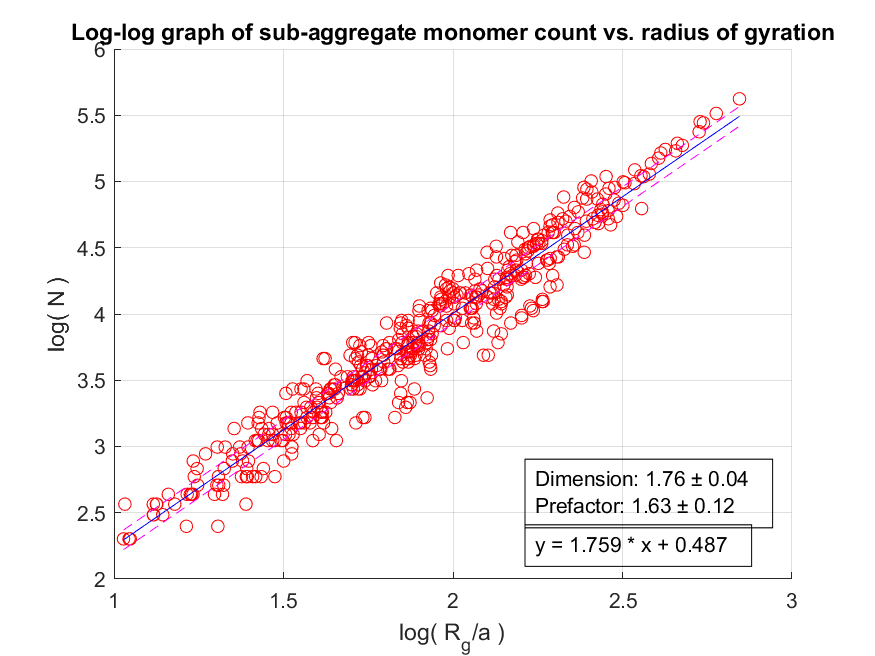 Log-log graph of sub-aggregate monomer count vs. radius of gyration
6
5.5
5
4.5
4
3.5
3
2.5
2
log( N )
Dimension: 1.76 ± 0.04
Prefactor: 1.63 ± 0.12
y = 1.759 * x + 0.487
1 1.5 2 2.5 3
log( R_g/a )